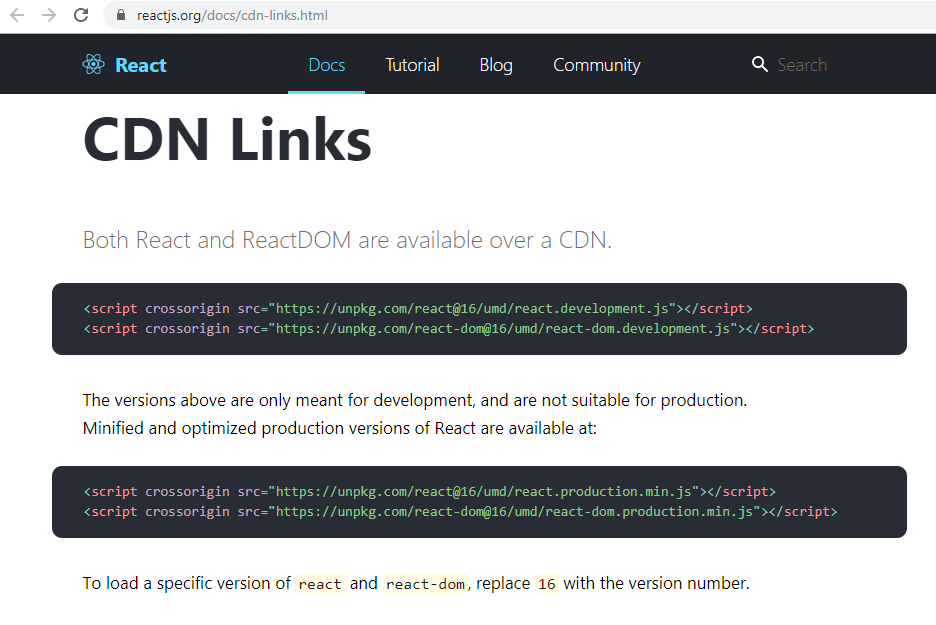 reactjs.org/docs/cdn-links.html
React Docs Tutorial Blog Community Search
CDN Links
Both React and ReactDOM are available over a CDN.
<script crossorigin src="https://unpkg.com/react@16/umd/react.development.js"></script>
<script crossorigin src="https://unpkg.com/react-dom@16/umd/react-dom.development.js"></script>
The versions above are only meant for development, and are not suitable for production.
Minified and optimized production versions of React are available at:
<script crossorigin src="https://unpkg.com/react@16/umd/react.production.min.js"></script>
<script crossorigin src="https://unpkg.com/react-dom@16/umd/react-dom.production.min.js"></script>
To load a specific version of react and react-dom, replace 16 with the version number.